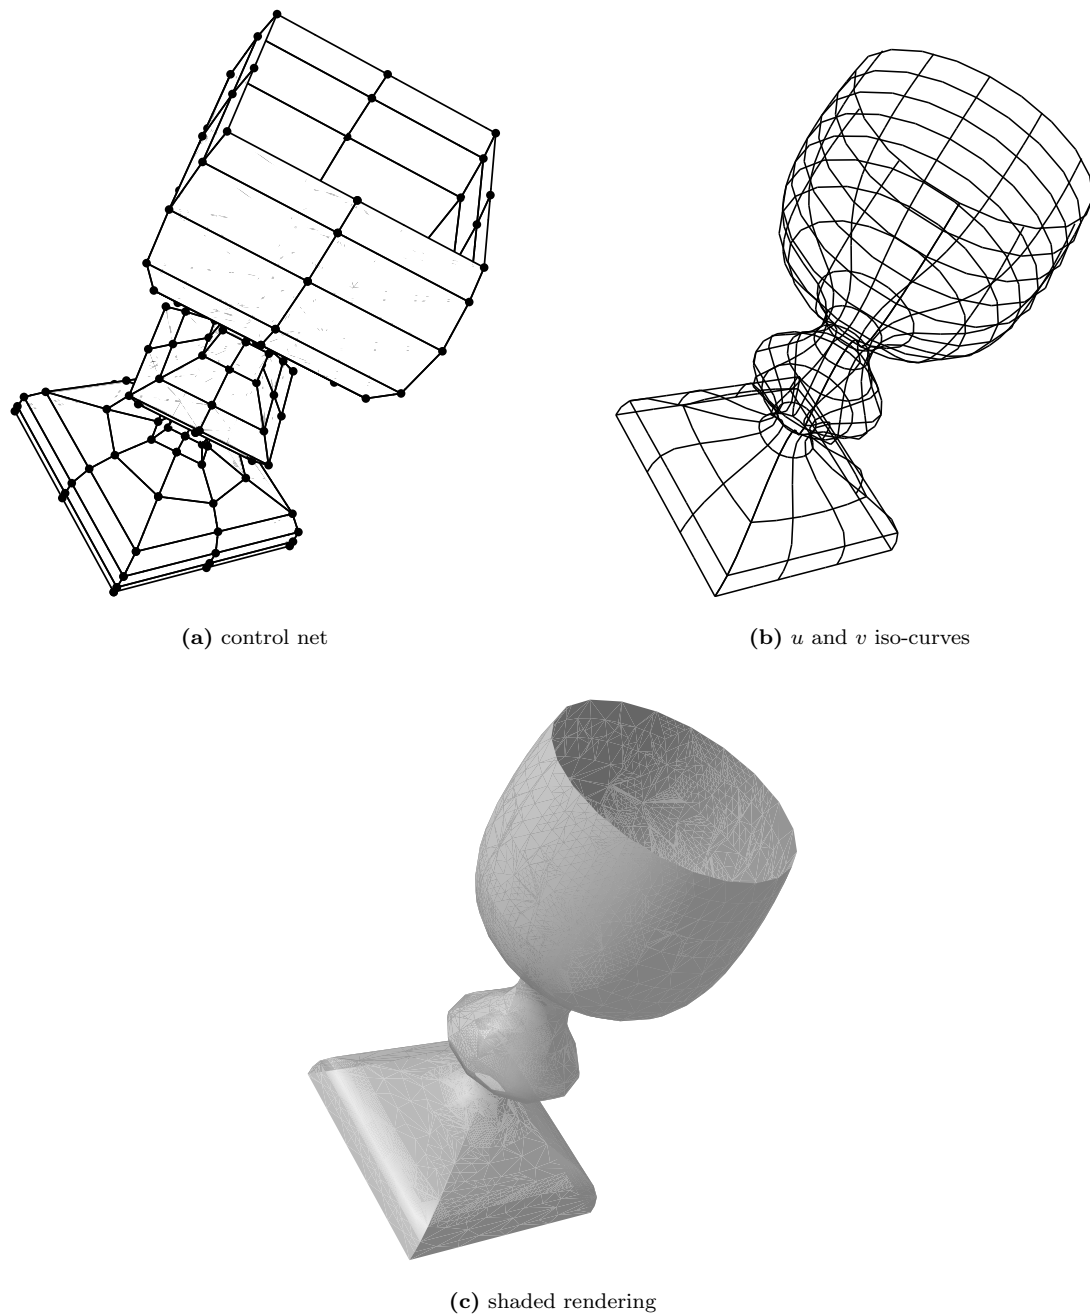 (a) control net
(b) u and v iso-curves
(c) shaded rendering